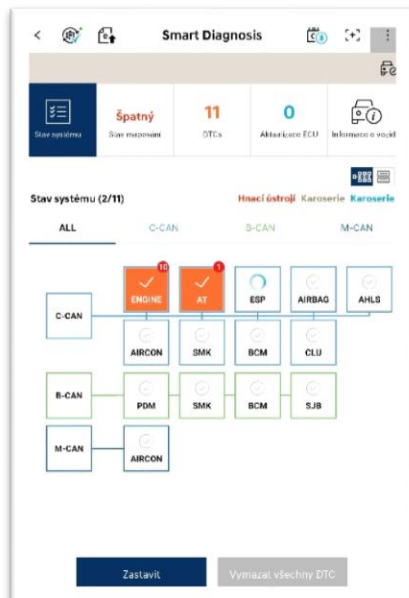 Smart Diagnosis
Špatný
11
0
Stav systému
Stav mapování
DTCs
Aktualizace ECU
Informace o vozid
Stav systému (2/11)
Hnací ústrojí Karoserie Karoserie
ALL
C-CAN
B-CAN
M-CAN
10
1
ENGINE
AT
ESP
AIRBAG
AHLS
C-CAN
AIRCON
SMK
BCM
CLU
B-CAN
PDM
SMK
BCM
SJB
M-CAN
AIRCON
Zastavit
Vymazat všechny DTC